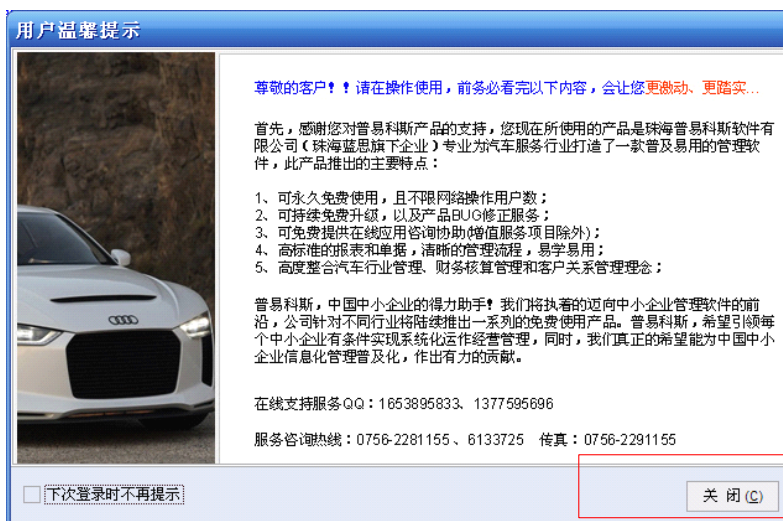 用户温馨提示
尊敬的客户！！请在操作使用，前务必看完以下内容，会让您更激动、更踏实...
首先，感谢您对普易科斯产品的支持，您现在所使用的产品是珠海普易科斯软件有
限公司（珠海蓝思旗下企业）专业为汽车服务行业打造了一款普及易用的管理软
件，此产品推出的主要特点：
1、可永久免费使用，且不限网络操作用户数；
2、可持续免费升级，以及产品BUG修正服务；
3、可免费提供在线应用咨询协助(增值服务项目除外)；
4、高标准的报表和单据，清晰的管理流程，易学易用；
5、高度整合汽车行业管理、财务核算管理和客户关系管理理念；
普易科斯，中国中小企业的得力助手！我们将执着的迈向中小企业管理软件的前
沿，公司针对不同行业将陆续推出一系列的免费使用产品。普易科斯，希望引领每
个中小企业有条件实现系统化运作经营管理，同时，我们真正的希望能为中国中小
企业信息化管理普及化，作出有力的贡献。
在线支持服务QQ：1653895833、1377595696
服务咨询热线：0756-2281155、6133725 传真：0756-2291155
下次登录时不再提示
关 闭(C)